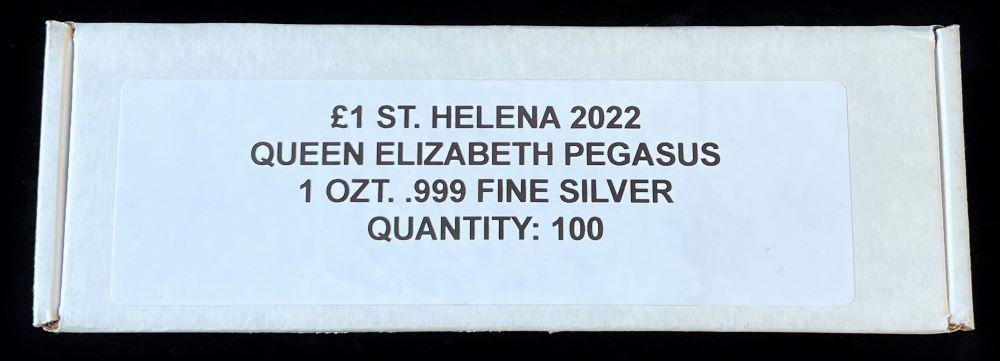 £1 ST. HELENA 2022
QUEEN ELIZABETH PEGASUS
1 OZT. .999 FINE SILVER
QUANTITY: 100